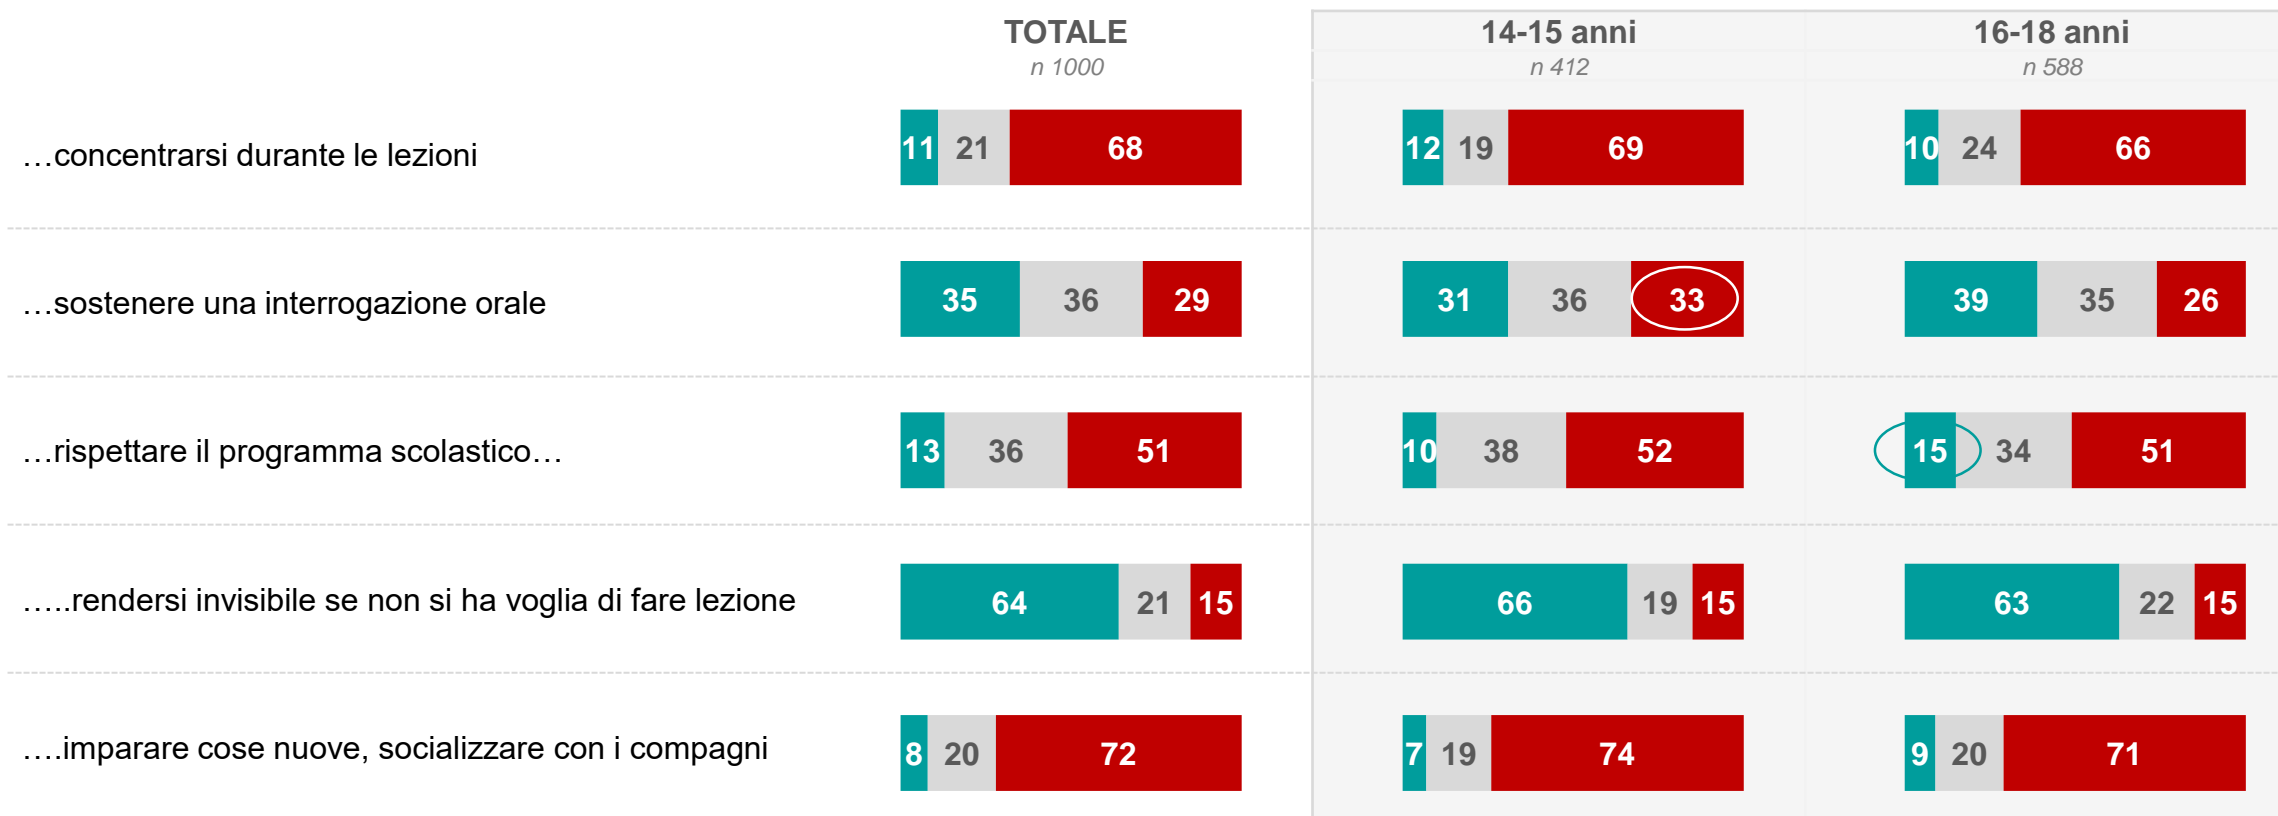 TOTALE 14-15 anni 16-18 anni
n 1000 n 412 n 588
…concentrarsi durante le lezioni 11 21 68 12 19 69 10 24 66
…sostenere una interrogazione orale 35 36 29 31 36 33 39 35 26
…rispettare il programma scolastico… 13 36 51 10 38 52 15 34 51
…..rendersi invisibile se non si ha voglia di fare lezione 64 21 15 66 19 15 63 22 15
….imparare cose nuove, socializzare con i compagni 8 20 72 7 19 74 9 20 71